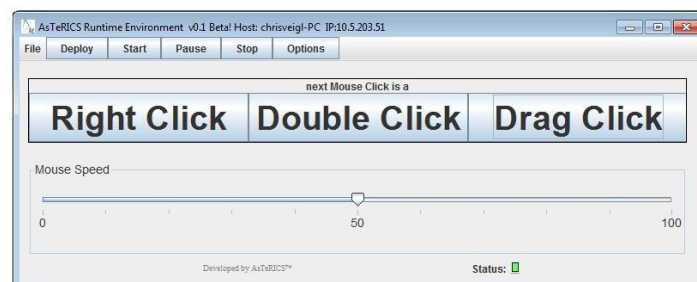 AsTeRICS Runtime Environment v0.1 Beta! Host: chrisveigl-PC IP:10.5.203.51
File Deploy Start Pause Stop Options
next Mouse Click is a
Right Click Double Click Drag Click
Mouse Speed
0 50 100
Developed by AsTeRICS™ Status: